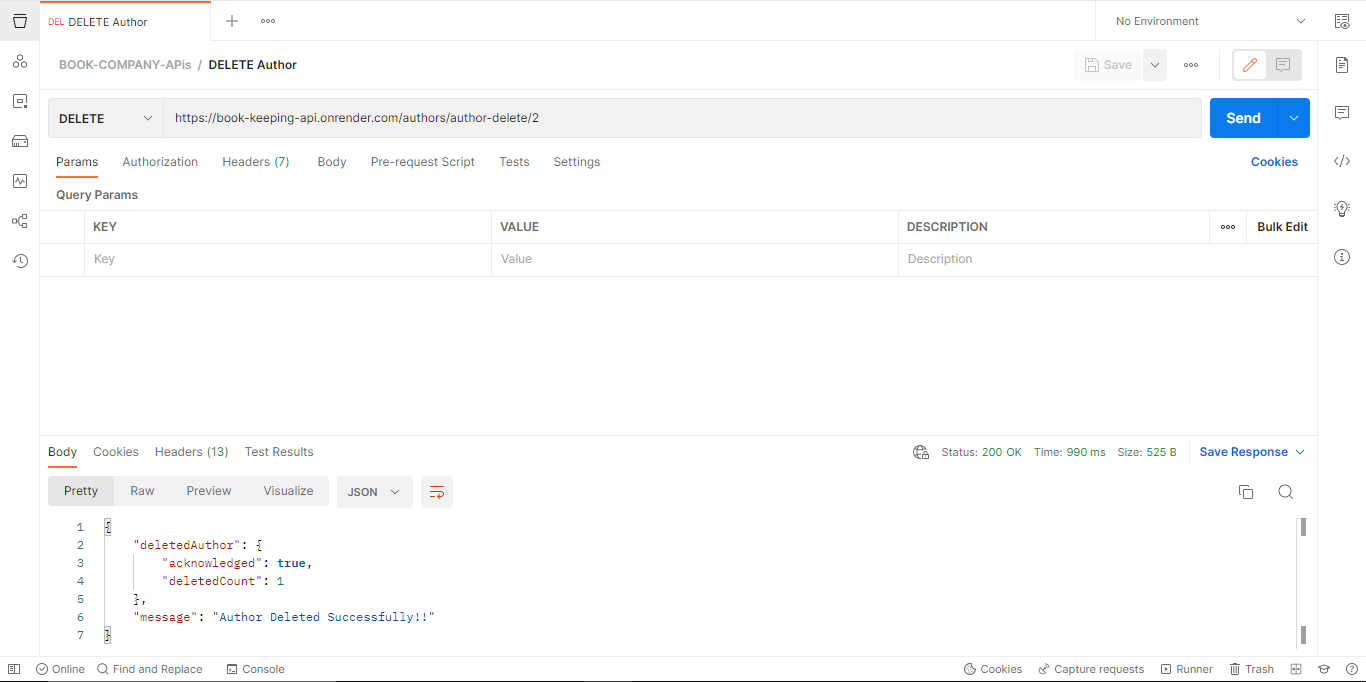 DEL DELETE Author
No Environment
BOOK-COMPANY-APIs / DELETE Author
Save
DELETE
https://book-keeping-api.onrender.com/authors/author-delete/2
Send
Params Authorization Headers (7) Body Pre-request Script Tests Settings Cookies
Query Params
KEY VALUE DESCRIPTION Bulk Edit
Key Value Description
Body Cookies Headers (13) Test Results Status: 200 OK Time: 990 ms Size: 525 B Save Response
Pretty Raw Preview Visualize JSON
1 {
2 "deletedAuthor": {
3 "acknowledged": true,
4 "deletedCount": 1
5 },
6 "message": "Author Deleted Successfully!!"
7 }
Online Find and Replace Console Cookies Capture requests Runner Trash